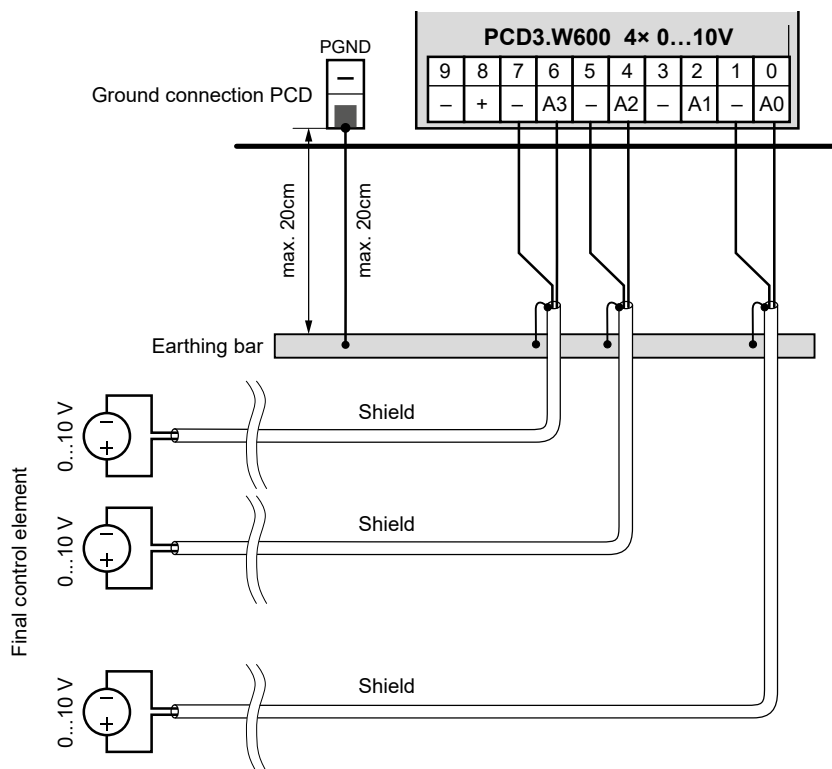 PCD3.W600 4× 0…10V
PGND
9 8 7 6 5 4 3 2 1 0
– + – A3 – A2 – A1 – A0
–
Ground connection PCD
max. 20cm
max. 20cm
Earthing bar
Shield
0…10 V
– +
Shield
0…10 V
– +
Final control element
Shield
0…10 V
– +